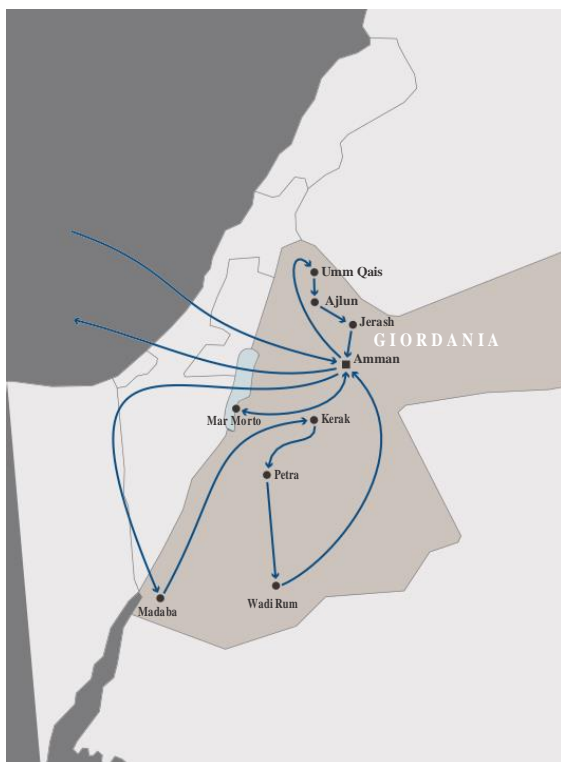 Umm Qais
Ajlun
Jerash
GIORDANIA
Amman
Mar Morto
Kerak
Petra
Wadi Rum
Madaba